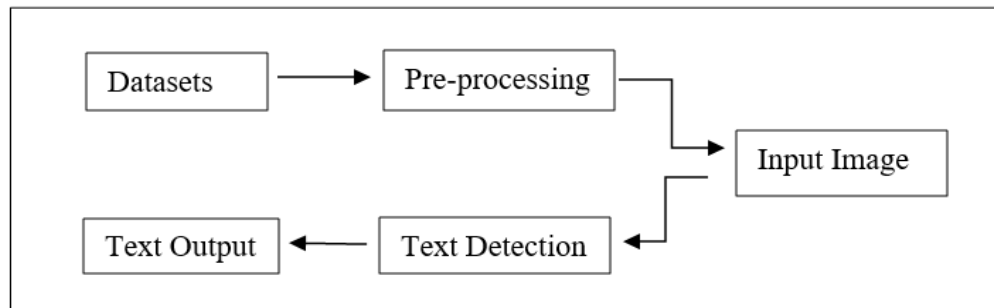 Datasets
Pre-processing
Input Image
Text Detection
Text Output